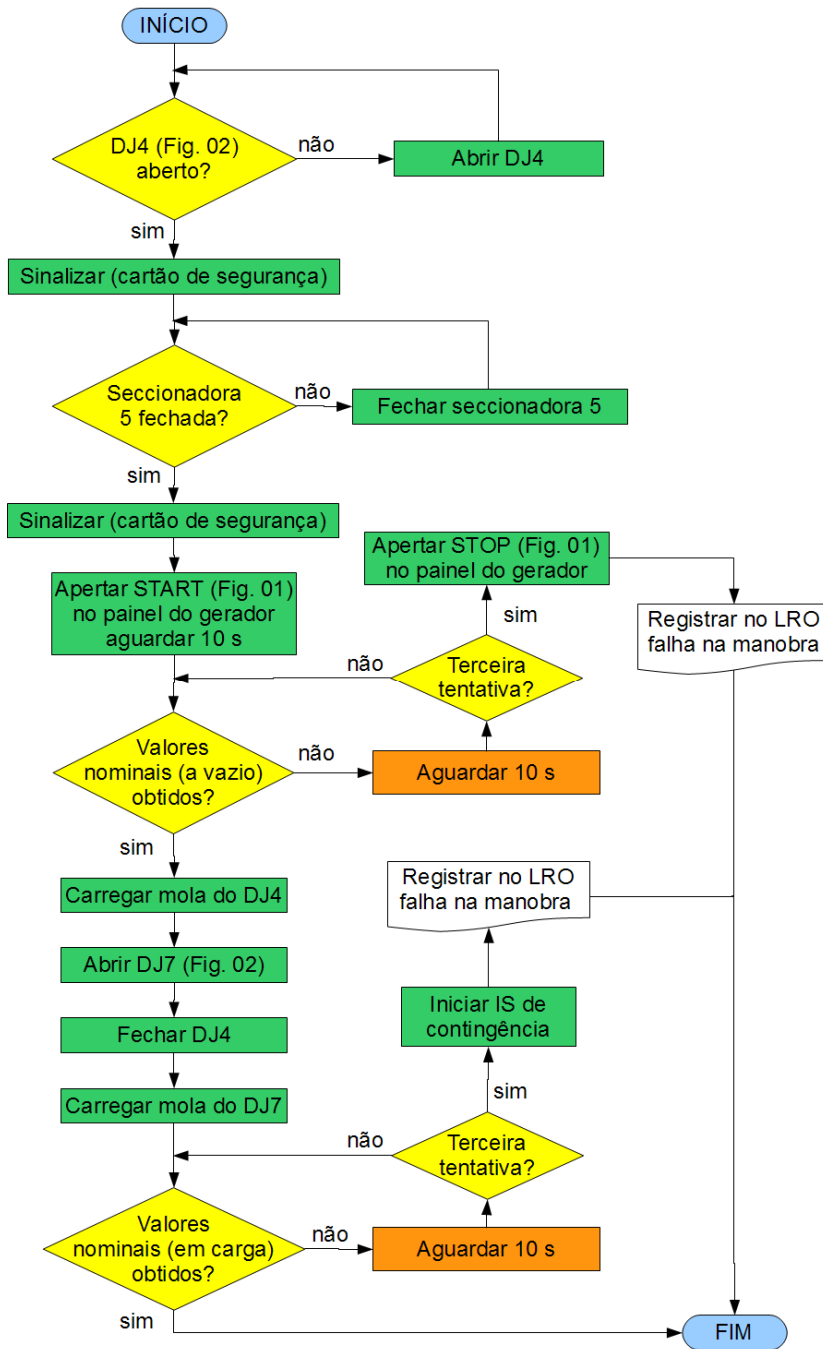 INÍCIO
DJ4 (Fig. 02)
aberto?
não
Abrir DJ4
sim
Sinalizar (cartão de segurança)
Seccionadora
5 fechada?
não
Fechar seccionadora 5
sim
Sinalizar (cartão de segurança)
Apertar START (Fig. 01)
no painel do gerador
aguardar 10 s
Apertar STOP (Fig. 01)
no painel do gerador
Registrar no LRO
falha na manobra
sim
não
Terceira
tentativa?
Valores
nominais (a vazio)
obtidos?
não
Aguardar 10 s
sim
Carregar mola do DJ4
Registrar no LRO
falha na manobra
Abrir DJ7 (Fig. 02)
Fechar DJ4
Iniciar IS de
contingência
Carregar mola do DJ7
sim
não
Terceira
tentativa?
Valores
nominais (em carga)
obtidos?
não
Aguardar 10 s
sim
FIM